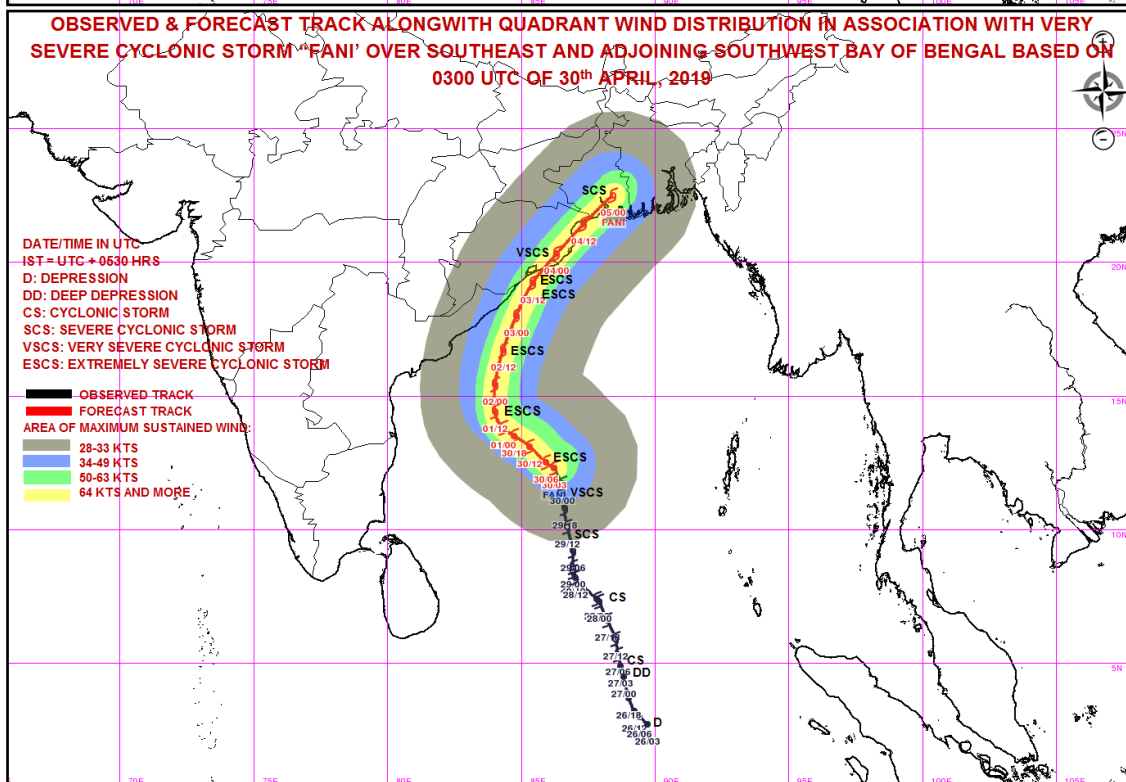 OBSERVED & FORECAST TRACK ALONGWITH QUADRANT WIND DISTRIBUTION IN ASSOCIATION WITH VERY
SEVERE CYCLONIC STORM “FANI’ OVER SOUTHEAST AND ADJOINING SOUTHWEST BAY OF BENGAL BASED ON
0300 UTC OF 30th APRIL, 2019
25N
SCS
05/00
FANI
04/12
DATE/TIME IN UTC
IST = UTC + 0530 HRS
D: DEPRESSION
DD: DEEP DEPRESSION
CS: CYCLONIC STORM
SCS: SEVERE CYCLONIC STORM
VSCS: VERY SEVERE CYCLONIC STORM
ESCS: EXTREMELY SEVERE CYCLONIC STORM
VSCS
20N
04/00
ESCS
ESCS
03/12
03/00
ESCS
02/12
OBSERVED TRACK
FORECAST TRACK
AREA OF MAXIMUM SUSTAINED WIND:
28-33 KTS
34-49 KTS
50-63 KTS
64 KTS AND MORE
15N
02/00
ESCS
01/12
01/00
30/18
ESCS
30/12
30/06
30/03
FANI
VSCS
30/00
29/18
10N
SCS
29/12
29/06
29/00
28/12
CS
28/00
27/18
27/12
CS
5N
27/06
DD
27/03
27/00
26/18
D
26/12
26/06
26/03
70E
75E
80E
85E
90E
95E
100E
105E